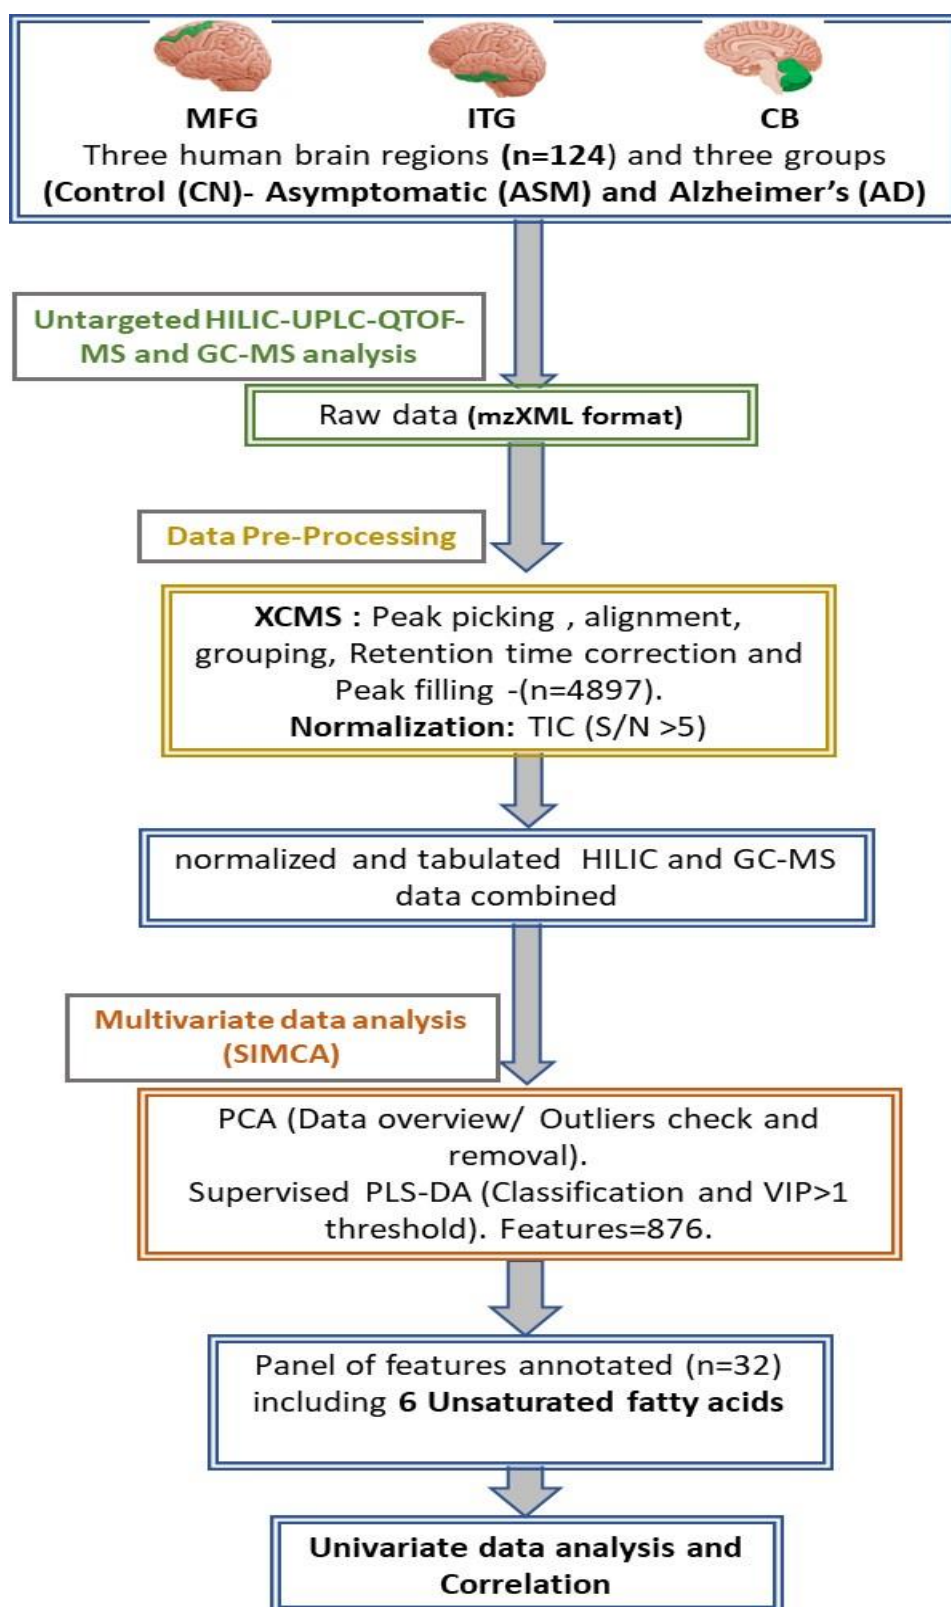 MFG ITG CB
Three human brain regions (n=124) and three groups
(Control (CN)- Asymptomatic (ASM) and Alzheimer’s (AD)
Untargeted HILIC-UPLC-QTOF-
MS and GC-MS analysis
Raw data (mzXML format)
Data Pre-Processing
XCMS : Peak picking , alignment,
grouping, Retention time correction and
Peak filling -(n=4897).
Normalization: TIC (S/N >5)
normalized and tabulated HILIC and GC-MS
data combined
Multivariate data analysis
(SIMCA)
PCA (Data overview/ Outliers check and
removal).
Supervised PLS-DA (Classification and VIP>1
threshold). Features=876.
Panel of features annotated (n=32)
including 6 Unsaturated fatty acids
Univariate data analysis and
Correlation